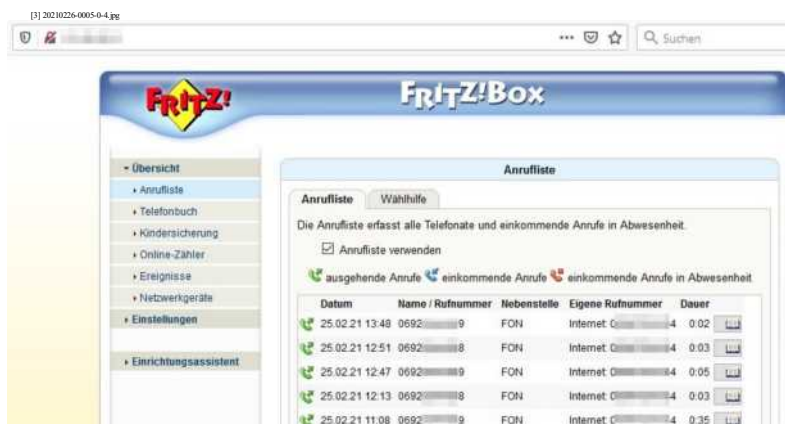 [3] 20210226-0005-0-4.jpg
Suchen
FRITZ!
FRITZ!Box
Übersicht
Anrufliste
Telefonbuch
Kindersicherung
Online-Zähler
Ereignisse
Netzwerkgeräte
Einstellungen
Einrichtungsassistent
Anrufliste
Anrufliste Wählhilfe
Die Anrufliste erfasst alle Telefonate und einkommende Anrufe in Abwesenheit.
Anrufliste verwenden
ausgehende Anrufe einkommende Anrufe einkommende Anrufe in Abwesenheit
Datum Name / Rufnummer Nebenstelle Eigene Rufnummer Dauer
25.02.21 13:48 0692 9 FON Internet: 4 0:02
25.02.21 12:51 0692 8 FON Internet: 4 0:03
25.02.21 12:47 0692 9 FON Internet: 4 0:05
25.02.21 12:13 0692 8 FON Internet: 4 0:03
25.02.21 11:08 0692 9 FON Internet: 4 0:35